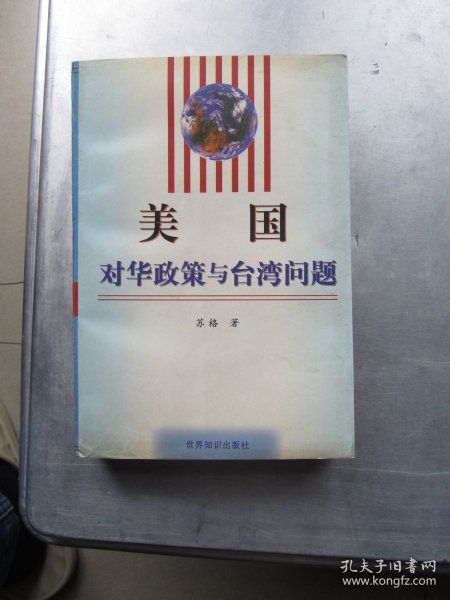 美 国
对华政策与台湾问题
苏格 著
世界知识出版社
孔夫子旧书网
www.kongfz.com